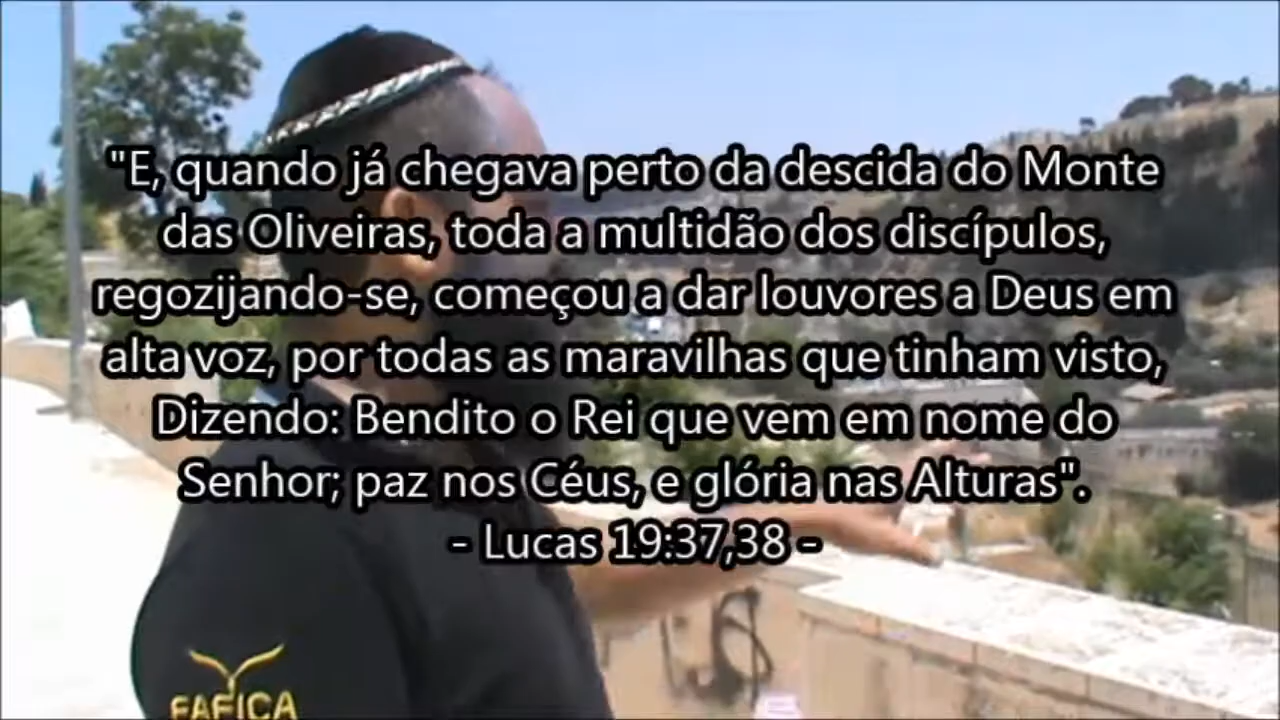 "E, quando já chegava perto da descida do Monte
das Oliveiras, toda a multidão dos discípulos,
regozijando-se, começou a dar louvores a Deus em
alta voz, por todas as maravilhas que tinham visto,
Dizendo: Bendito o Rei que vem em nome do
Senhor; paz nos Céus, e glória nas Alturas".
- Lucas 19:37,38 -
FAFICA